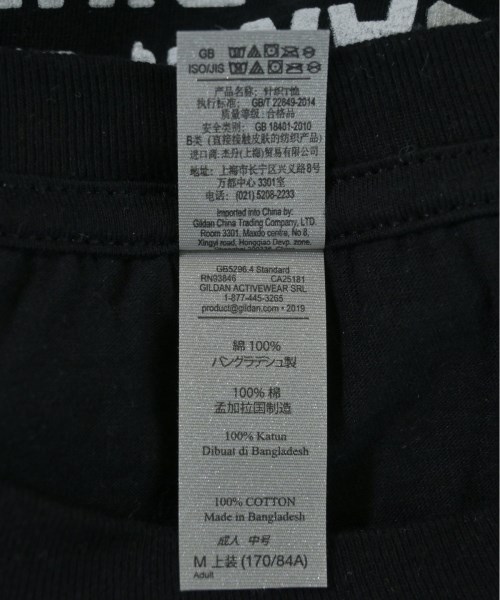 GB
ISO/JIS
产品名称：针织T恤
执行标准：GB/T 22849-2014
质量等级：合格品
安全类别：GB 18401-2010
B类（直接接触皮肤的纺织产品）
进口商：杰丹(上海)贸易有限公司
地址：上海市长宁区兴义路8号
万都中心3301室
电话：(021) 5208-2233
Imported into China by:
Gildan China Trading Company, LTD.
Room 3301, Maxdo centre, No 8,
Xingyi road, Hongqiao Devp. zone,
GB5296.4 Standard
RN93846 CA25181
GILDAN ACTIVEWEAR SRL
1-877-445-3265
product@gildan.com • 2019
綿 100%
バングラデシュ製
100% 棉
孟加拉国制造
100% Katun
Dibuat di Bangladesh
100% COTTON
Made in Bangladesh
成人 中号
M 上装 (170/84A)
Adult